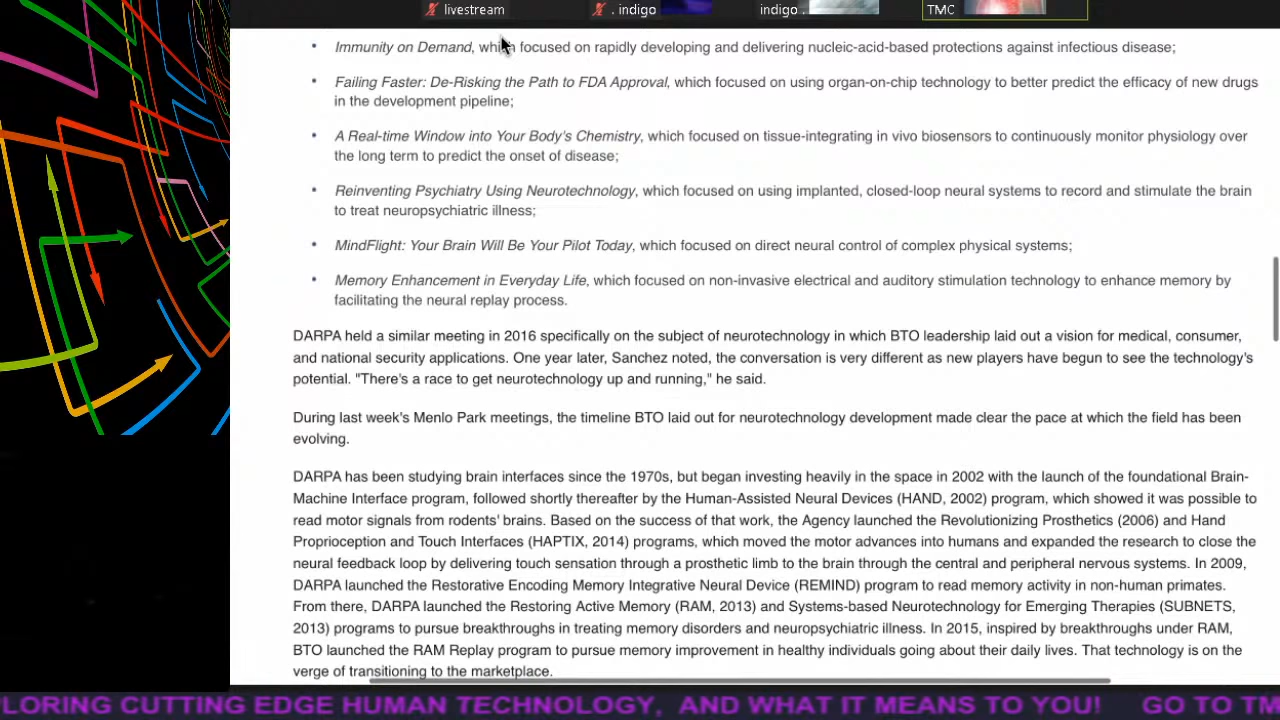 livestream
. indigo
indigo .
TMC
• Immunity on Demand, which focused on rapidly developing and delivering nucleic-acid-based protections against infectious disease;
• Failing Faster: De-Risking the Path to FDA Approval, which focused on using organ-on-chip technology to better predict the efficacy of new drugs
in the development pipeline;
• A Real-time Window into Your Body's Chemistry, which focused on tissue-integrating in vivo biosensors to continuously monitor physiology over
the long term to predict the onset of disease;
• Reinventing Psychiatry Using Neurotechnology, which focused on using implanted, closed-loop neural systems to record and stimulate the brain
to treat neuropsychiatric illness;
• MindFlight: Your Brain Will Be Your Pilot Today, which focused on direct neural control of complex physical systems;
• Memory Enhancement in Everyday Life, which focused on non-invasive electrical and auditory stimulation technology to enhance memory by
facilitating the neural replay process.
DARPA held a similar meeting in 2016 specifically on the subject of neurotechnology in which BTO leadership laid out a vision for medical, consumer,
and national security applications. One year later, Sanchez noted, the conversation is very different as new players have begun to see the technology's
potential. "There's a race to get neurotechnology up and running," he said.
During last week's Menlo Park meetings, the timeline BTO laid out for neurotechnology development made clear the pace at which the field has been
evolving.
DARPA has been studying brain interfaces since the 1970s, but began investing heavily in the space in 2002 with the launch of the foundational Brain-
Machine Interface program, followed shortly thereafter by the Human-Assisted Neural Devices (HAND, 2002) program, which showed it was possible to
read motor signals from rodents' brains. Based on the success of that work, the Agency launched the Revolutionizing Prosthetics (2006) and Hand
Proprioception and Touch Interfaces (HAPTIX, 2014) programs, which moved the motor advances into humans and expanded the research to close the
neural feedback loop by delivering touch sensation through a prosthetic limb to the brain through the central and peripheral nervous systems. In 2009,
DARPA launched the Restorative Encoding Memory Integrative Neural Device (REMIND) program to read memory activity in non-human primates.
From there, DARPA launched the Restoring Active Memory (RAM, 2013) and Systems-based Neurotechnology for Emerging Therapies (SUBNETS,
2013) programs to pursue breakthroughs in treating memory disorders and neuropsychiatric illness. In 2015, inspired by breakthroughs under RAM,
BTO launched the RAM Replay program to pursue memory improvement in healthy individuals going about their daily lives. That technology is on the
verge of transitioning to the marketplace.
LORING CUTTING EDGE HUMAN TECHNOLOGY, AND WHAT IT MEANS TO YOU! GO TO TM